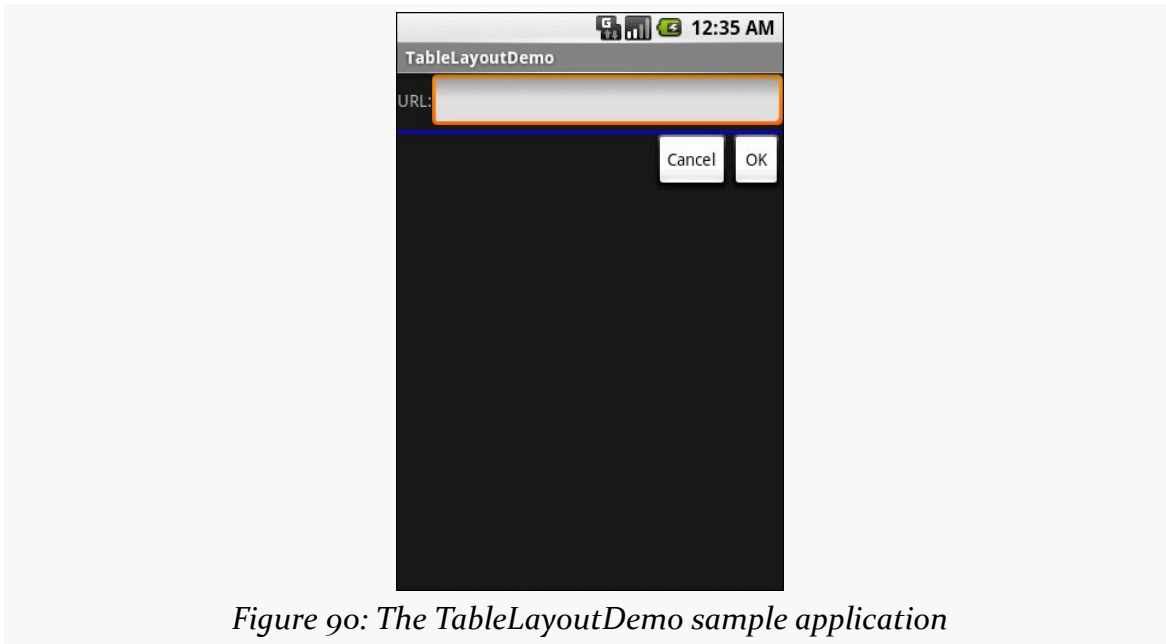 G
12:35 AM
TableLayoutDemo
URL:
Cancel OK
Figure 90: The TableLayoutDemo sample application